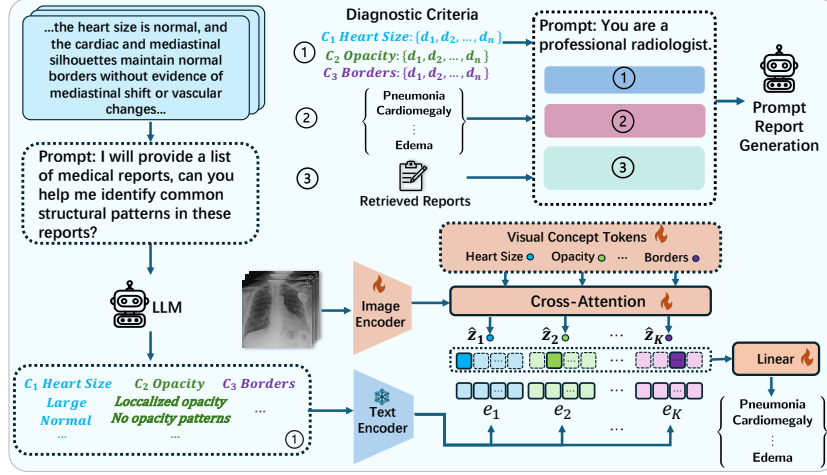 ...the heart size is normal, and
the cardiac and mediastinal
silhouettes maintain normal
borders without evidence of
mediastinal shift or vascular
changes...
Prompt: I will provide a list
of medical reports, can you
help me identify common
structural patterns in these
reports?
LLM
C₁ Heart Size C₂ Opacity C₃ Borders
Large Loccalized opacity ...
Normal No opacity patterns
... ...
①
Diagnostic Criteria
① C₁ Heart Size: {d₁, d₂, ..., dₙ}
C₂ Opacity: {d₁, d₂, ..., dₙ}
C₃ Borders: {d₁, d₂, ..., dₙ}
② Pneumonia
Cardiomegaly
⋮
Edema
③ Retrieved Reports
Prompt: You are a
professional radiologist.
①
②
③
Prompt
Report
Generation
Visual Concept Tokens
Heart Size Opacity ... Borders
Image
Encoder
Cross-Attention
ẑ₁ ẑ₂ ... ẑ_K
...
Linear
Text
Encoder
e₁ e₂ ... e_K
...
Pneumonia
Cardiomegaly
⋮
Edema